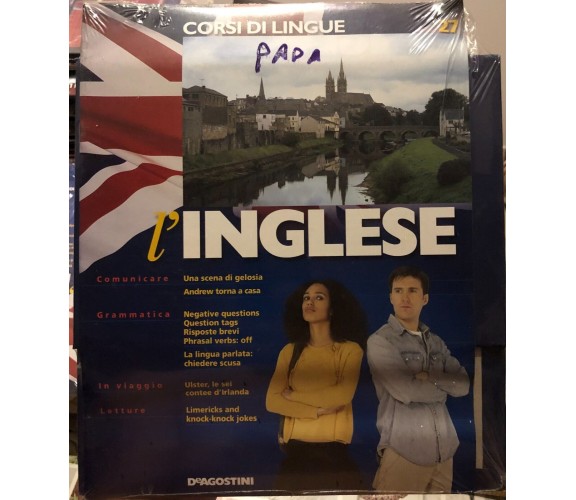 CORSI DI LINGUE
27
PADA
l'INGLESE
Comunicare Una scena di gelosia
Andrew torna a casa
Grammatica Negative questions
Question tags
Risposte brevi
Phrasal verbs: off
La lingua parlata:
chiedere scusa
In viaggio Ulster, le sei
contee d'Irlanda
Letture Limericks and
knock-knock jokes
DeAGOSTINI